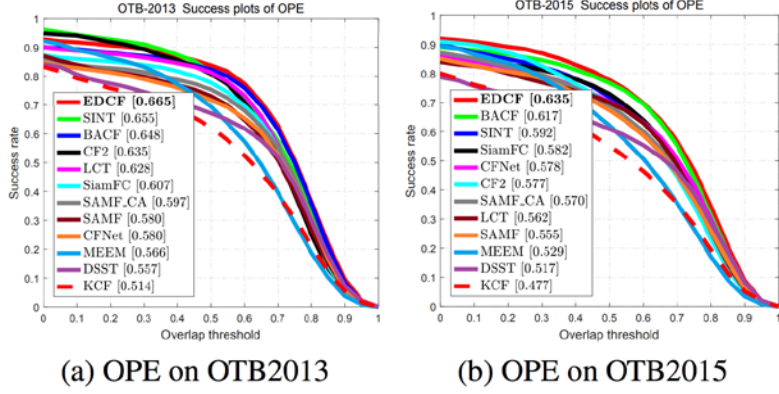 OTB-2013 Success plots of OPE
Success rate
1
0.9
0.8
0.7
0.6
0.5
0.4
0.3
0.2
0.1
0
EDCF [0.665]
SINT [0.655]
BACF [0.648]
CF2 [0.635]
LCT [0.628]
SiamFC [0.607]
SAMF_CA [0.597]
SAMF [0.580]
CFNet [0.580]
MEEM [0.566]
DSST [0.557]
KCF [0.514]
0 0.1 0.2 0.3 0.4 0.5 0.6 0.7 0.8 0.9 1
Overlap threshold
(a) OPE on OTB2013
OTB-2015 Success plots of OPE
Success rate
1
0.9
0.8
0.7
0.6
0.5
0.4
0.3
0.2
0.1
0
EDCF [0.635]
BACF [0.617]
SINT [0.592]
SiamFC [0.582]
CFNet [0.578]
CF2 [0.577]
SAMF_CA [0.570]
LCT [0.562]
SAMF [0.555]
MEEM [0.529]
DSST [0.517]
KCF [0.477]
0 0.1 0.2 0.3 0.4 0.5 0.6 0.7 0.8 0.9 1
Overlap threshold
(b) OPE on OTB2015